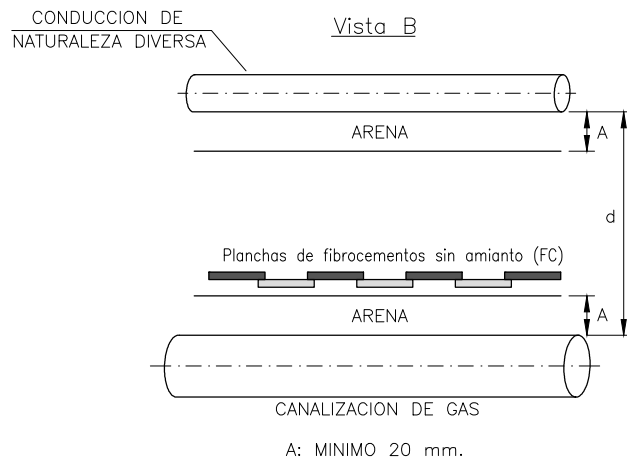 CONDUCCION DE
NATURALEZA DIVERSA
Vista B
ARENA
A
d
Planchas de fibrocementos sin amianto (FC)
ARENA
A
CANALIZACION DE GAS
A: MINIMO 20 mm.